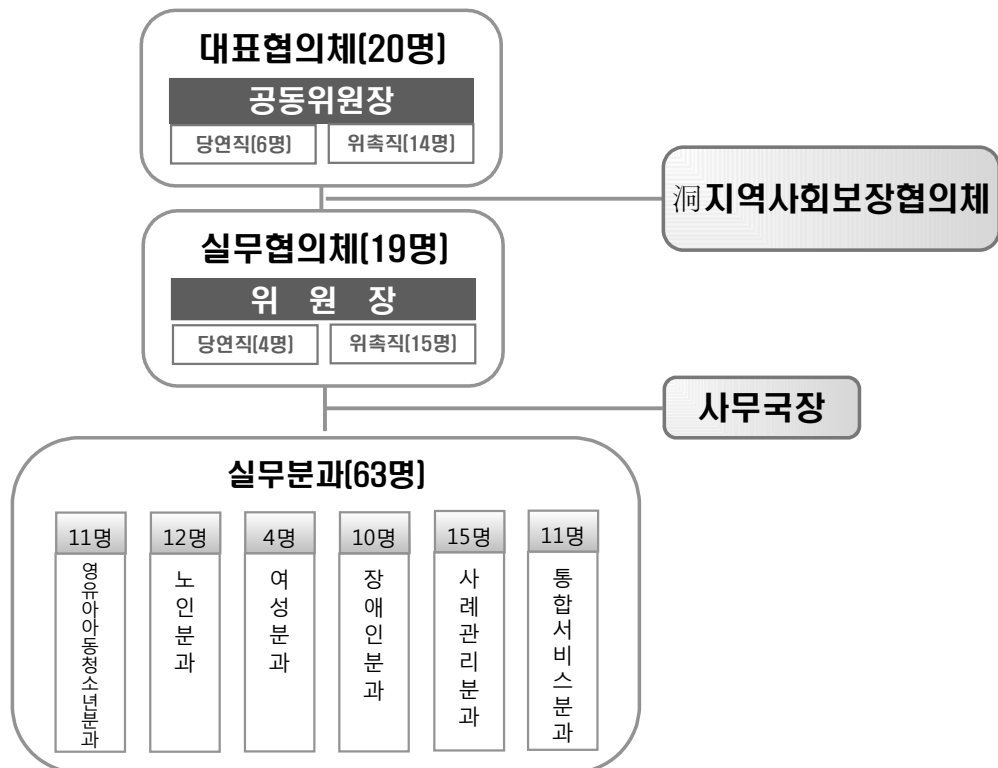 대표협의체(20명)
공동위원장
당연직(6명) 위촉직(14명)
洞지역사회보장협의체
실무협의체(19명)
위 원 장
당연직(4명) 위촉직(15명)
사무국장
실무분과(63명)
11명 12명 4명 10명 15명 11명
영유아아동청소년분과
노인분과
여성분과
장애인분과
사례관리분과
통합서비스분과